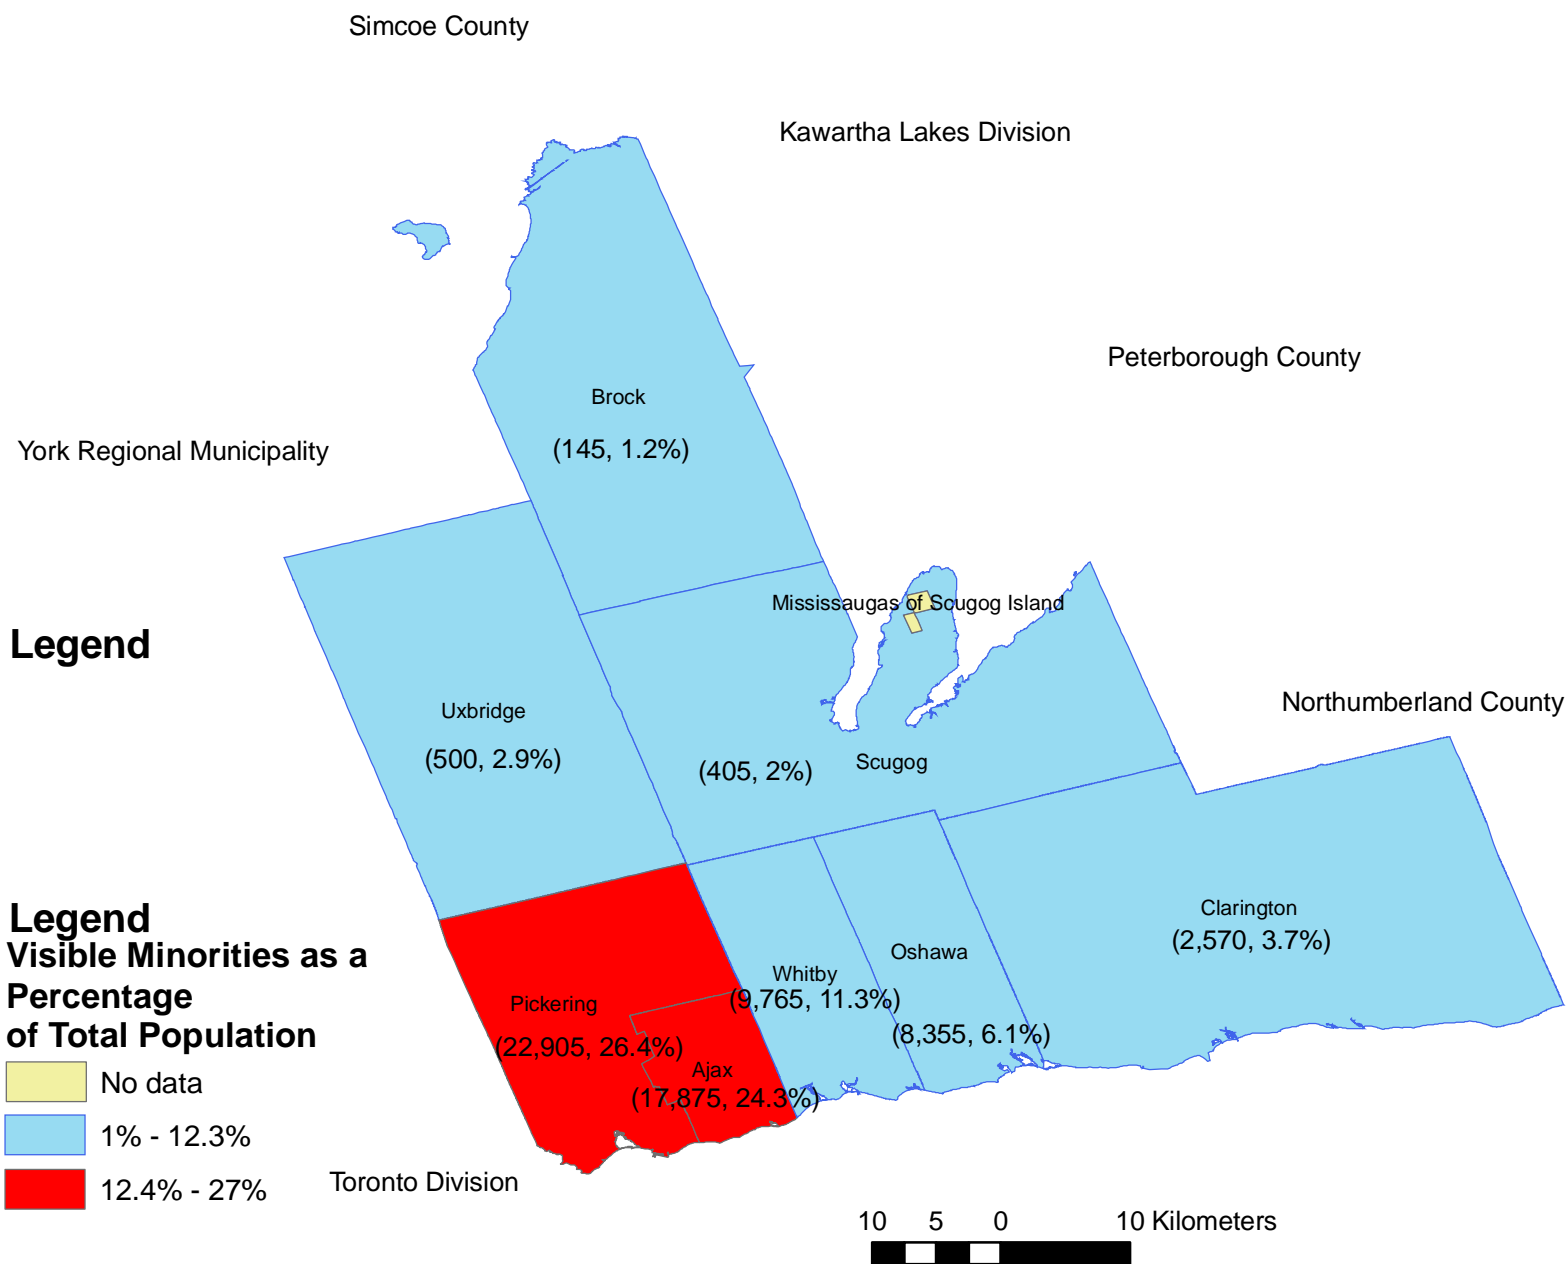 Simcoe County
Kawartha Lakes Division
Peterborough County
Brock
(145, 1.2%)
York Regional Municipality
Mississaugas of Scugog Island
Legend
Northumberland County
Uxbridge
(500, 2.9%)
(405, 2%)
Scugog
Clarington
(2,570, 3.7%)
Oshawa
(8,355, 6.1%)
Whitby
(9,765, 11.3%)
Pickering
(22,905, 26.4%)
Ajax
(17,875, 24.3%)
Legend
Visible Minorities as a
Percentage
of Total Population
No data
1% - 12.3%
12.4% - 27%
Toronto Division
10 5 0 10 Kilometers